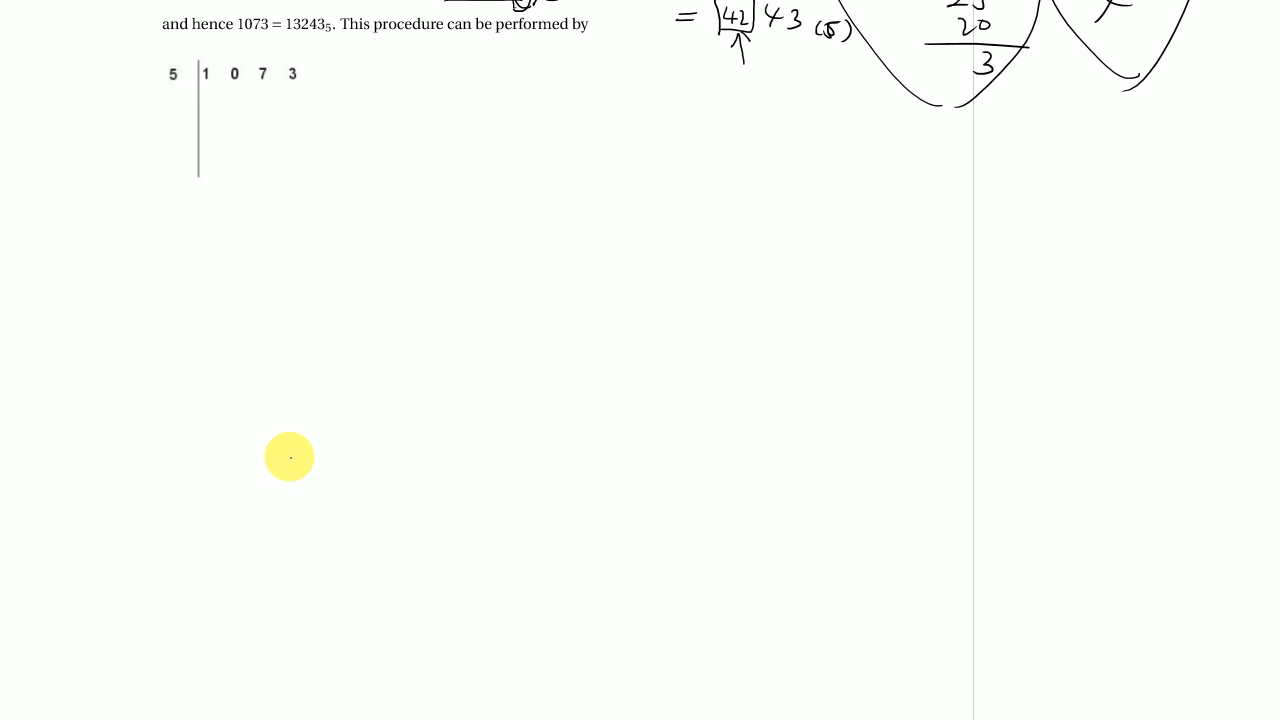 and hence 1073 = 13243₅. This procedure can be performed by
5 1 0 7 3
= 42 43 (5)
20
3